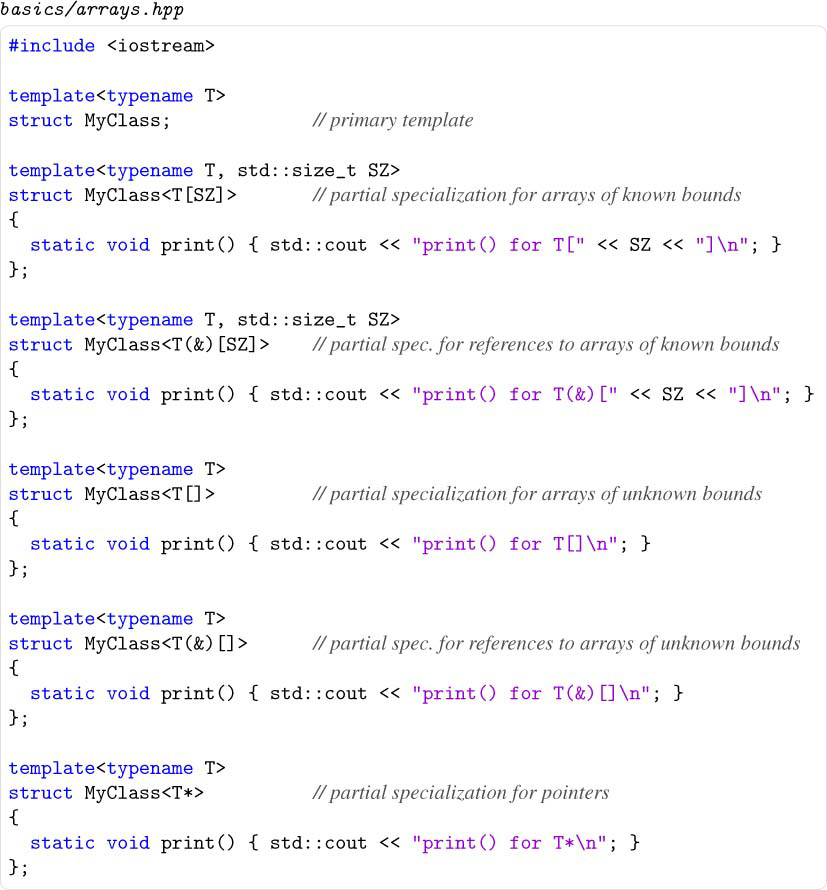 basics/arrays.hpp
#include <iostream>
template<typename T>
struct MyClass; // primary template
template<typename T, std::size_t SZ>
struct MyClass<T[SZ]> // partial specialization for arrays of known bounds
{
static void print() { std::cout << "print() for T[" << SZ << "]\n"; }
};
template<typename T, std::size_t SZ>
struct MyClass<T(&)[SZ]> // partial spec. for references to arrays of known bounds
{
static void print() { std::cout << "print() for T(&)[" << SZ << "]\n"; }
};
template<typename T>
struct MyClass<T[]> // partial specialization for arrays of unknown bounds
{
static void print() { std::cout << "print() for T[]\n"; }
};
template<typename T>
struct MyClass<T(&)[]> // partial spec. for references to arrays of unknown bounds
{
static void print() { std::cout << "print() for T(&)[]\n"; }
};
template<typename T>
struct MyClass<T*> // partial specialization for pointers
{
static void print() { std::cout << "print() for T*\n"; }
};